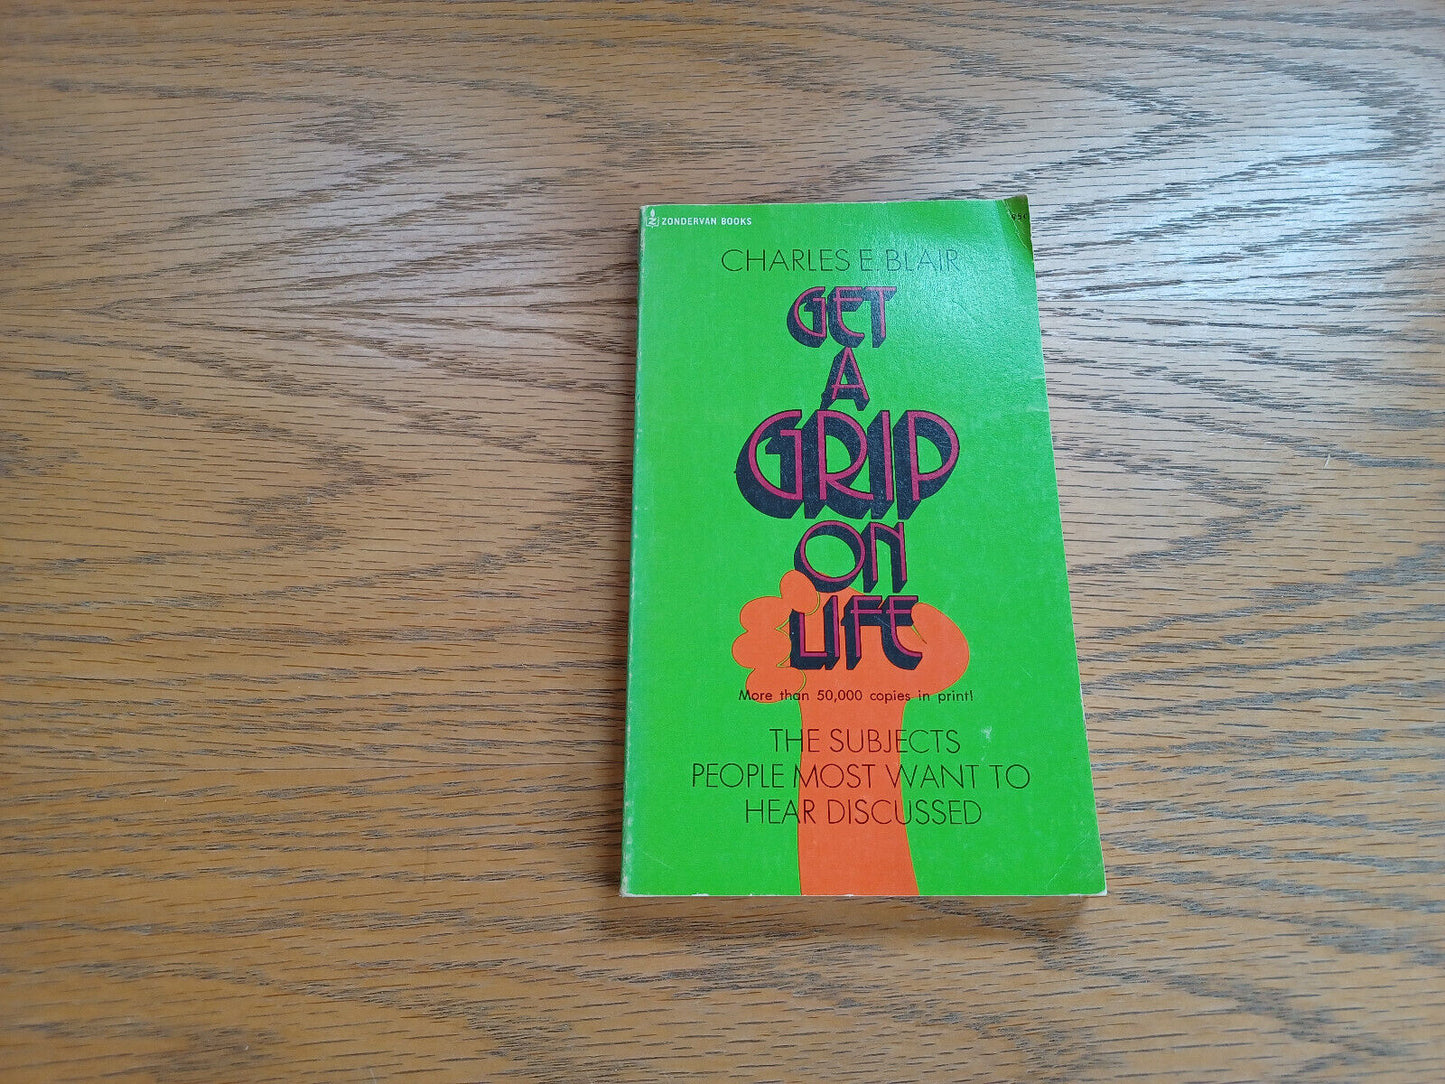 ZONDERVAN BOOKS
95¢
CHARLES E. BLAIR
GET
A
GRIP
ON
LIFE
More than 50,000 copies in print!
THE SUBJECTS
PEOPLE MOST WANT TO
HEAR DISCUSSED